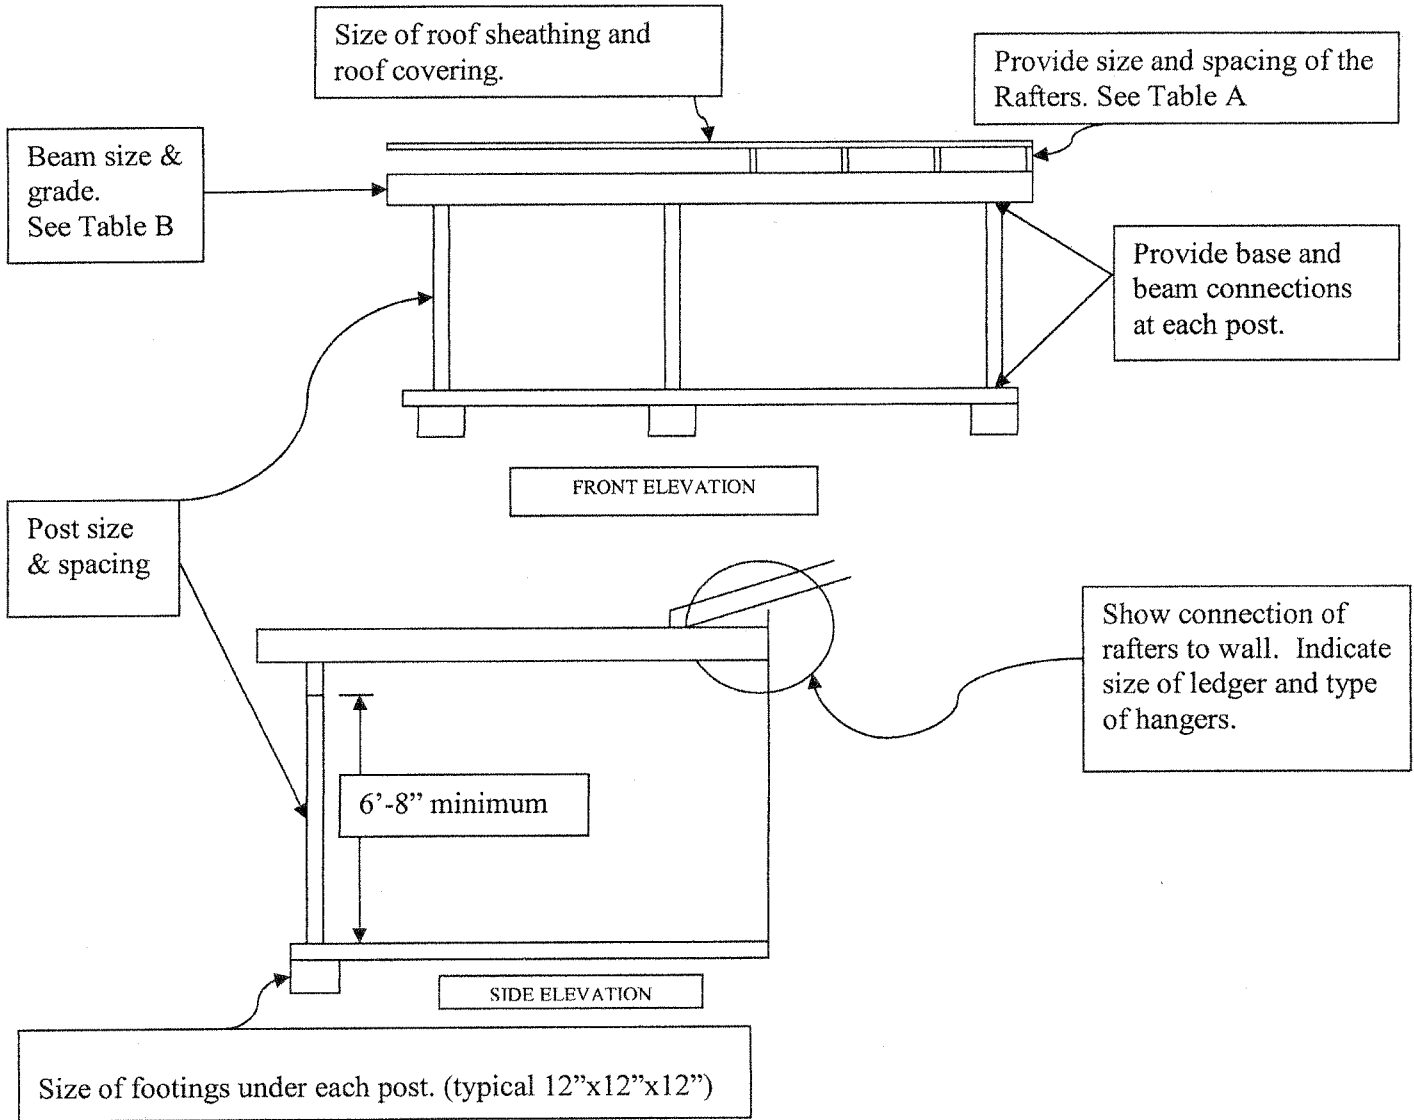 Size of roof sheathing and
roof covering.
Provide size and spacing of the
Rafters. See Table A
Beam size &
grade.
See Table B
Provide base and
beam connections
at each post.
FRONT ELEVATION
Post size
& spacing
Show connection of
rafters to wall.  Indicate
size of ledger and type
of hangers.
6’-8” minimum
SIDE ELEVATION
Size of footings under each post. (typical 12”x12”x12”)